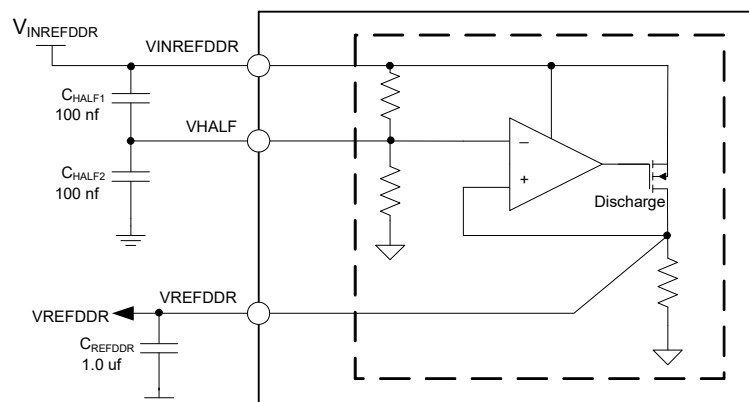 VINREFDDR
VINREFDDR
CHALF1
100 nf
VHALF
CHALF2
100 nf
−
+
Discharge
VREFDDR
VREFDDR
CREFDDR
1.0 uf